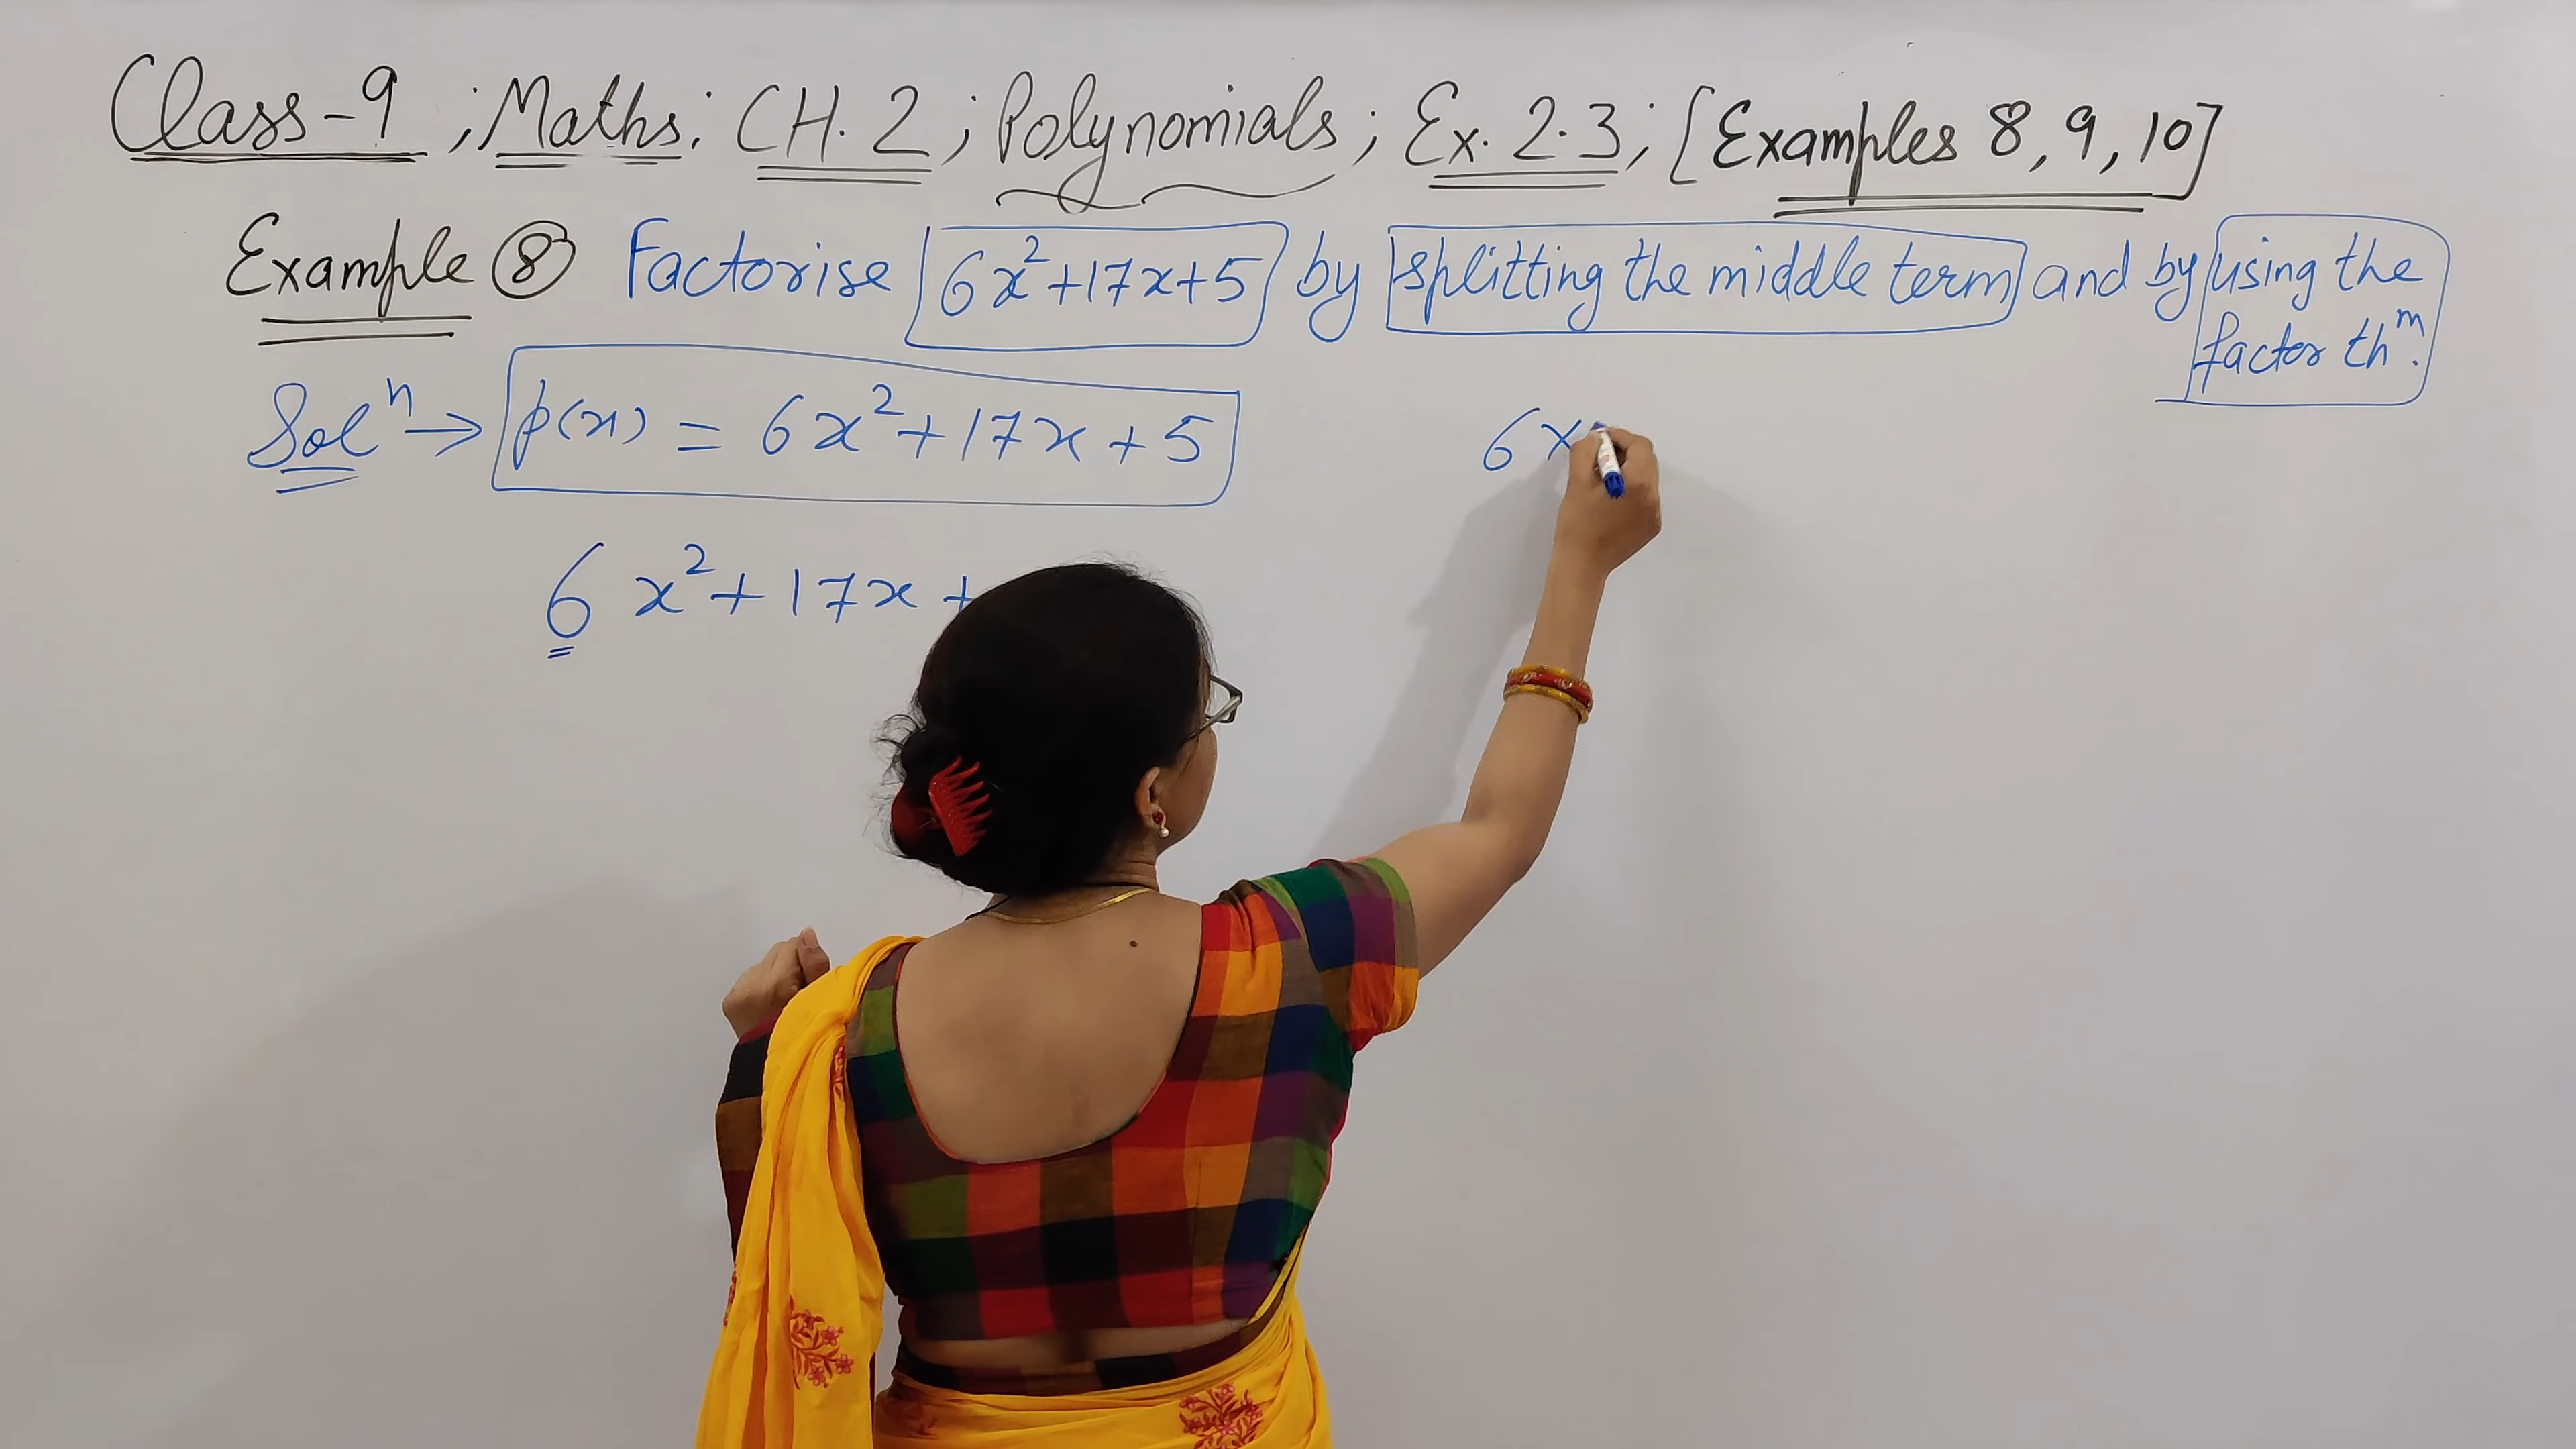 Class-9 ; Maths: CH. 2 ; Polynomials ; Ex. 2.3 ; [Examples 8, 9, 10]
Example 8 Factorise 6x²+17x+5 by splitting the middle term and by using the
factor thᵐ.
Solⁿ → p(x) = 6x²+17x+5
6×
6x²+17x+